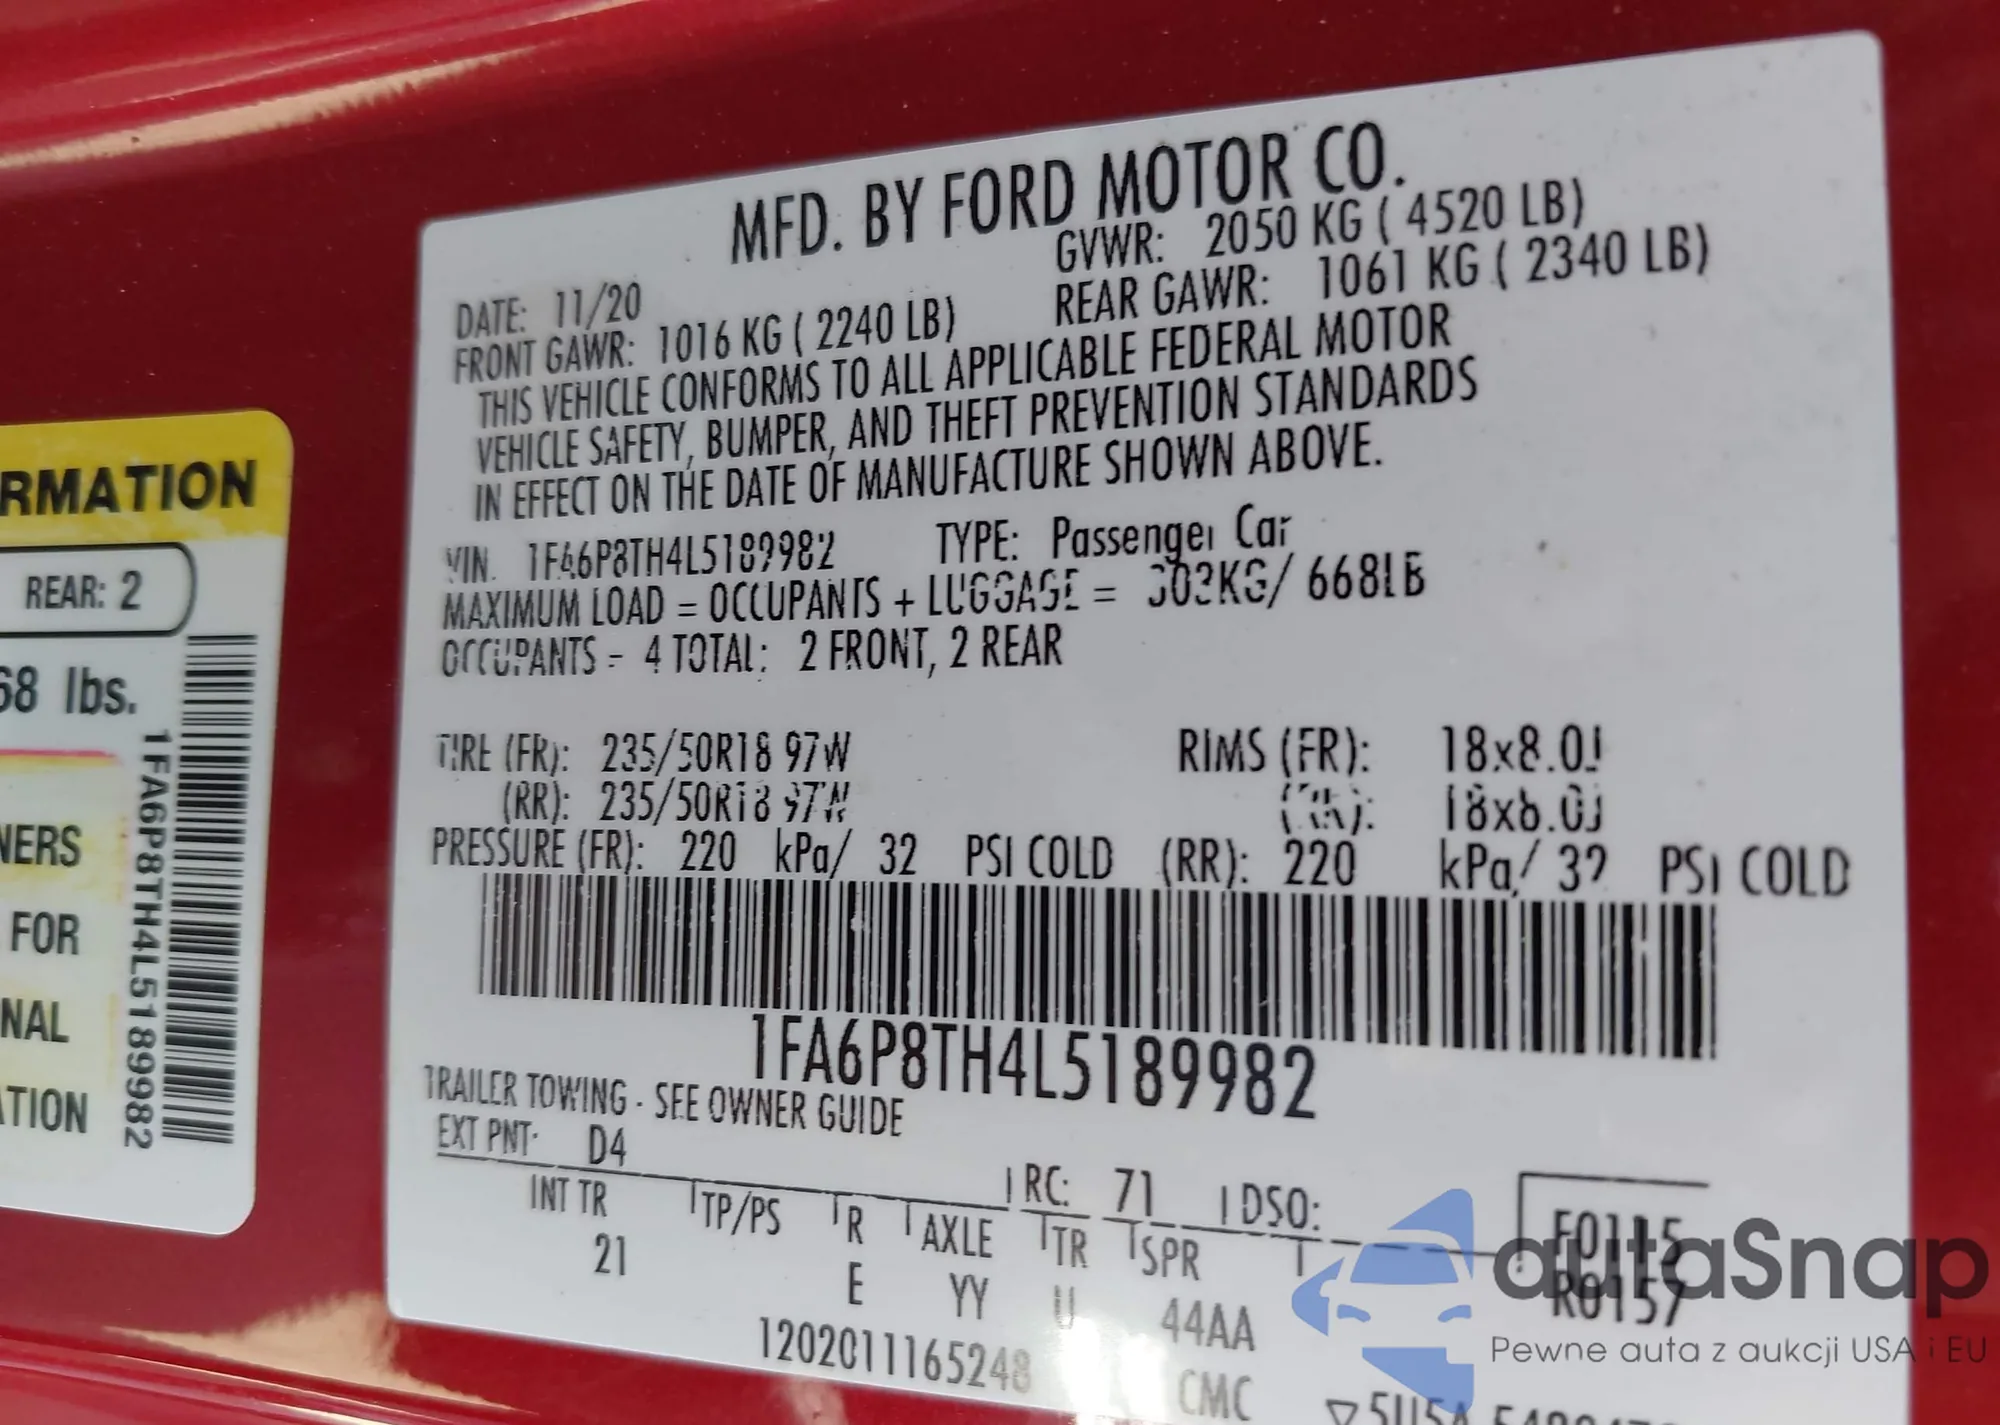 MFD. BY FORD MOTOR CO.
DATE: 11/20 GVWR: 2050 KG ( 4520 LB)
FRONT GAWR: 1016 KG ( 2240 LB) REAR GAWR: 1061 KG ( 2340 LB)
THIS VEHICLE CONFORMS TO ALL APPLICABLE FEDERAL MOTOR
VEHICLE SAFETY, BUMPER, AND THEFT PREVENTION STANDARDS
IN EFFECT ON THE DATE OF MANUFACTURE SHOWN ABOVE.
VIN. 1FA6P8TH4L5189982 TYPE: Passenger Car
MAXIMUM LOAD = OCCUPANTS + LUGGAGE = 303KG/ 668LB
OCCUPANTS = 4 TOTAL: 2 FRONT, 2 REAR
TIRE (FR): 235/50R18 97W RIMS (FR): 18x8.0J
(RR): 235/50R18 97W (RR): 18x8.0J
PRESSURE (FR): 220 kPa/ 32 PSI COLD (RR): 220 kPa/ 32 PSI COLD
1FA6P8TH4L5189982
TRAILER TOWING - SEE OWNER GUIDE
EXT PNT: D4 RC: 71 DSO:
INT TR TP/PS R AXLE TR SPR T
21 E YY U 44AA
F0115
R0157
1202011165248 CMC
RMATION
REAR: 2
68 lbs.
1FA6P8TH4L5189982
NERS
FOR
NAL
ATION
autaSnap
Pewne auta z aukcji USA i EU